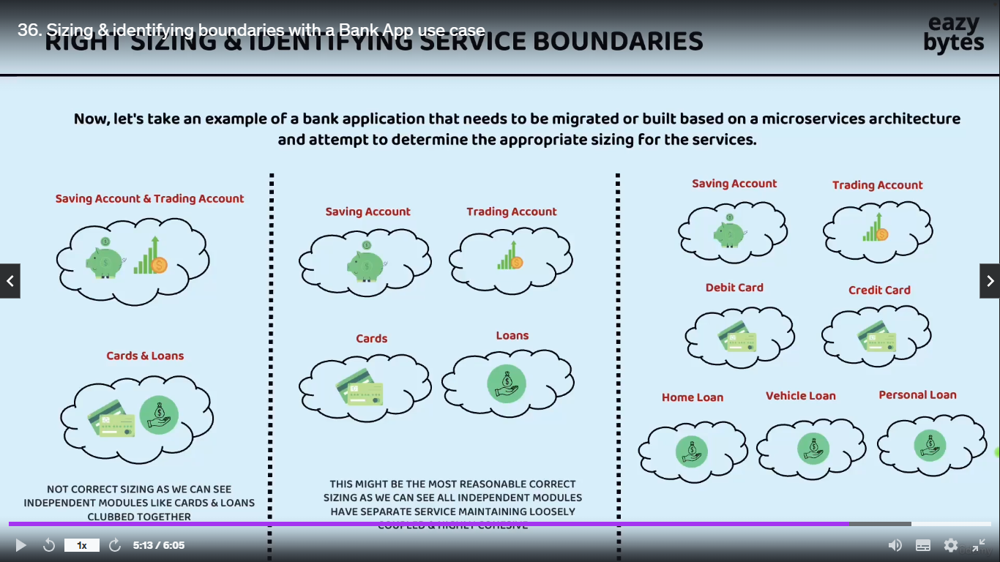 36. Sizing & identifying boundaries with a Bank App use case
RIGHT SIZING & IDENTIFYING SERVICE BOUNDARIES
eazy
bytes
Now, let's take an example of a bank application that needs to be migrated or built based on a microservices architecture
and attempt to determine the appropriate sizing for the services.
Saving Account & Trading Account
Cards & Loans
NOT CORRECT SIZING AS WE CAN SEE
INDEPENDENT MODULES LIKE CARDS & LOANS
CLUBBED TOGETHER
Saving Account
Trading Account
Cards
Loans
THIS MIGHT BE THE MOST REASONABLE CORRECT
SIZING AS WE CAN SEE ALL INDEPENDENT MODULES
HAVE SEPARATE SERVICE MAINTAINING LOOSELY
COUPLED & HIGHLY COHESIVE
Saving Account
Trading Account
Debit Card
Credit Card
Home Loan
Vehicle Loan
Personal Loan
1x
5:13 / 6:05